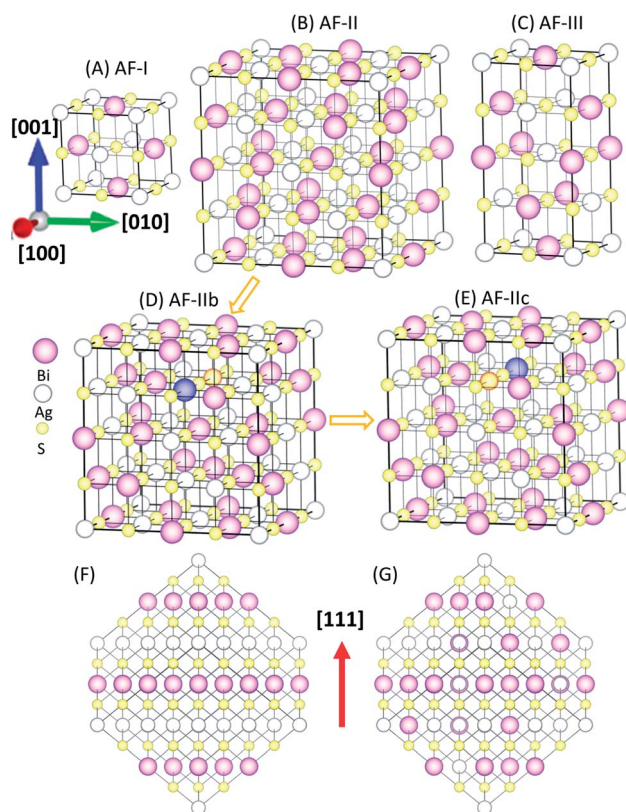 (A) AF-I
(B) AF-II
(C) AF-III
[001]
[010]
[100]
(D) AF-IIb
(E) AF-IIc
Bi
Ag
S
(F)
(G)
[111]